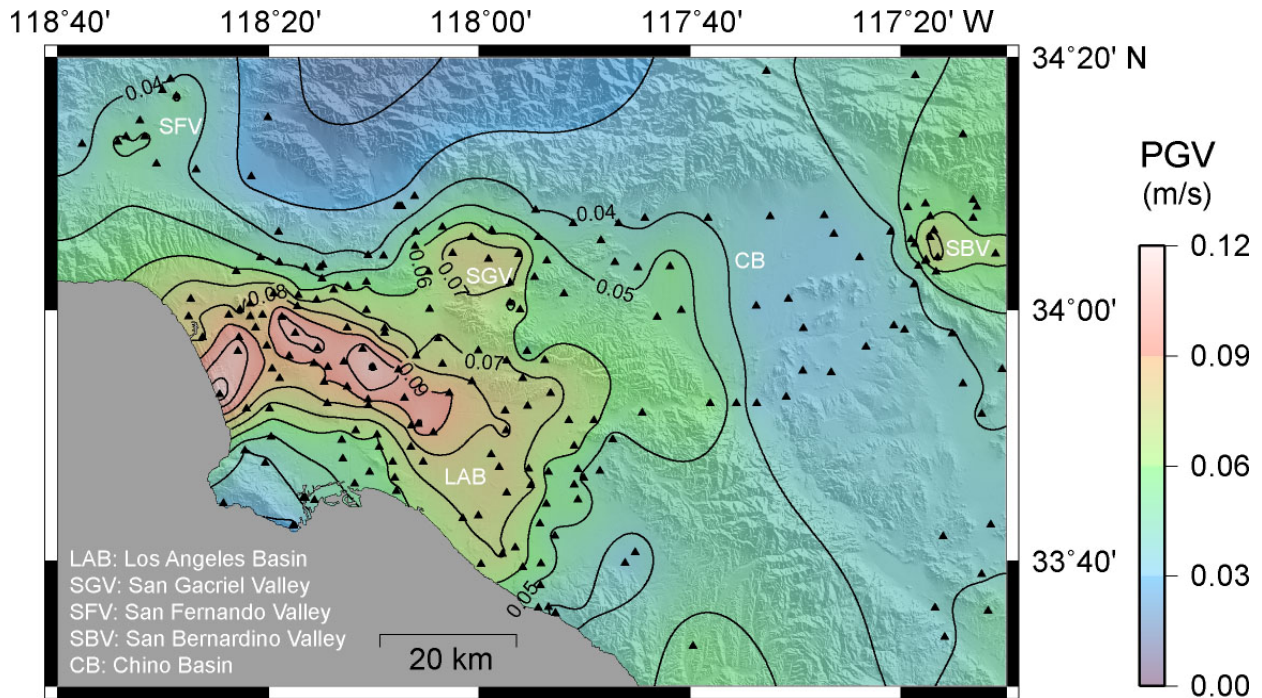 118°40' 118°20' 118°00' 117°40' 117°20' W
34°20' N
0.04
SFV
PGV
(m/s)
0.04
0.12
SBV
0.06
SGV
0.07
CB
0.05
0.08
34°00'
0.09
0.07
0.09
0.06
LAB
0.03
33°40'
0.05
LAB: Los Angeles Basin
SGV: San Gacriel Valley
SFV: San Fernando Valley
SBV: San Bernardino Valley
CB: Chino Basin
20 km
0.00